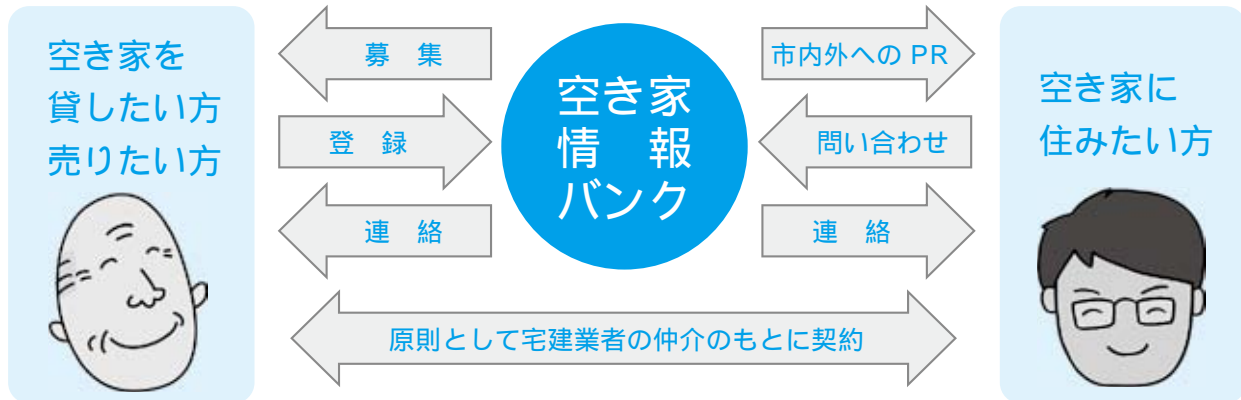 空き家を
貸したい方
売りたい方
募　集
登　録
連　絡
空き家
情　報
バンク
市内外への PR
問い合わせ
連　絡
空き家に
住みたい方
原則として宅建業者の仲介のもとに契約